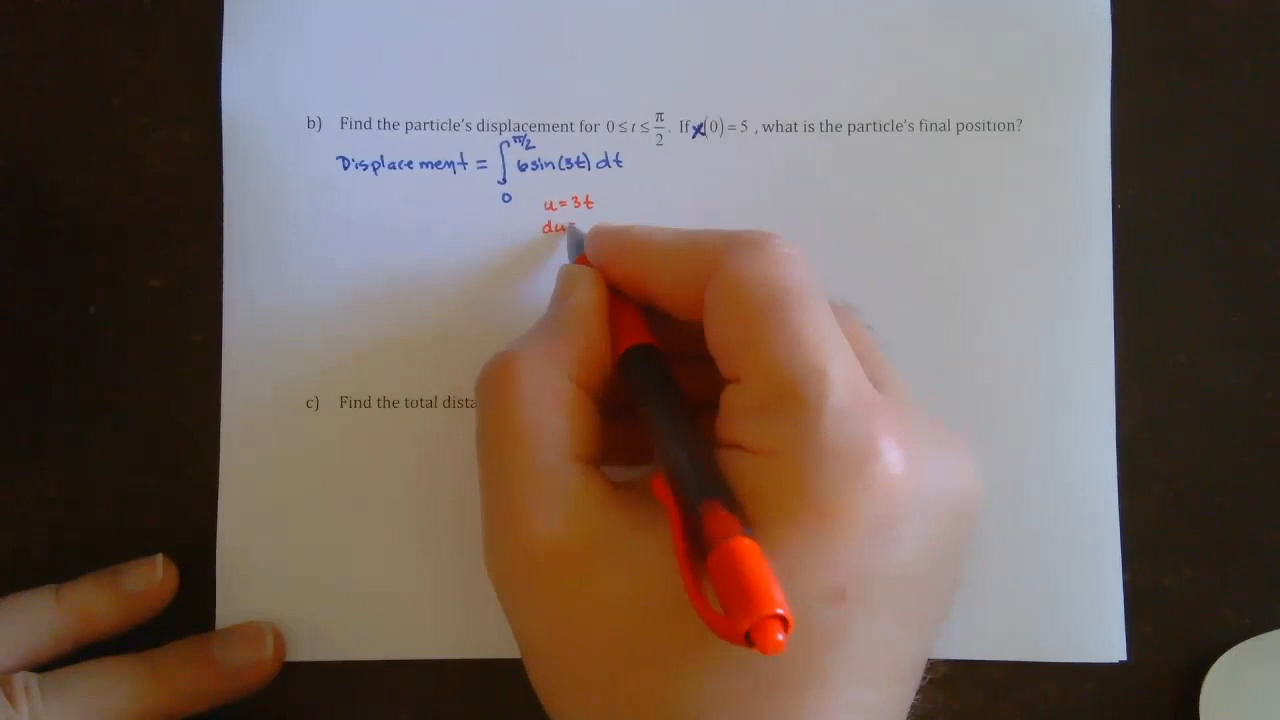 b) Find the particle's displacement for 0 ≤ t ≤ π/2. If x(0) = 5 , what is the particle's final position?
Displacement = ∫₀^(π/2) 6sin(3t) dt
u = 3t
du =
c) Find the total dista